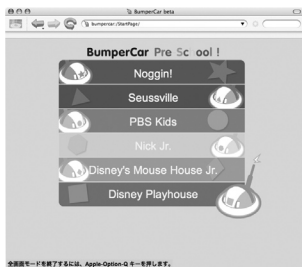 BumperCar beta
bumpercar:/StartPage/
BumperCar Pre Sc ool !
Noggin!
Seussville
PBS Kids
Nick Jr.
Disney's Mouse House Jr.
Disney Playhouse
全画面モードを終了するには、Apple-Option-Q キーを押します。